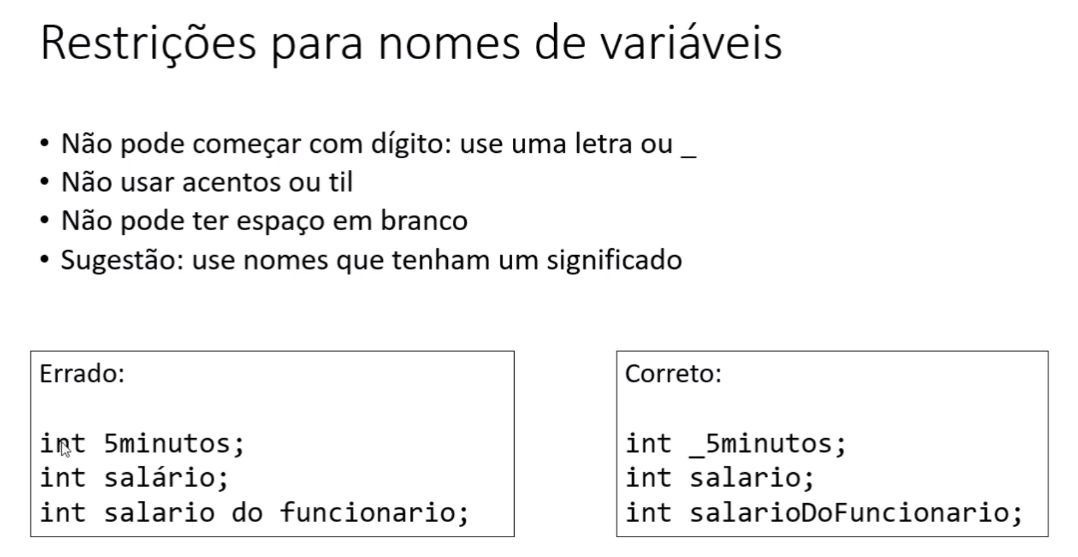 Restrições para nomes de variáveis
• Não pode começar com dígito: use uma letra ou _
• Não usar acentos ou til
• Não pode ter espaço em branco
• Sugestão: use nomes que tenham um significado
Errado:
int 5minutos;
int salário;
int salario do funcionario;
Correto:
int _5minutos;
int salario;
int salarioDoFuncionario;